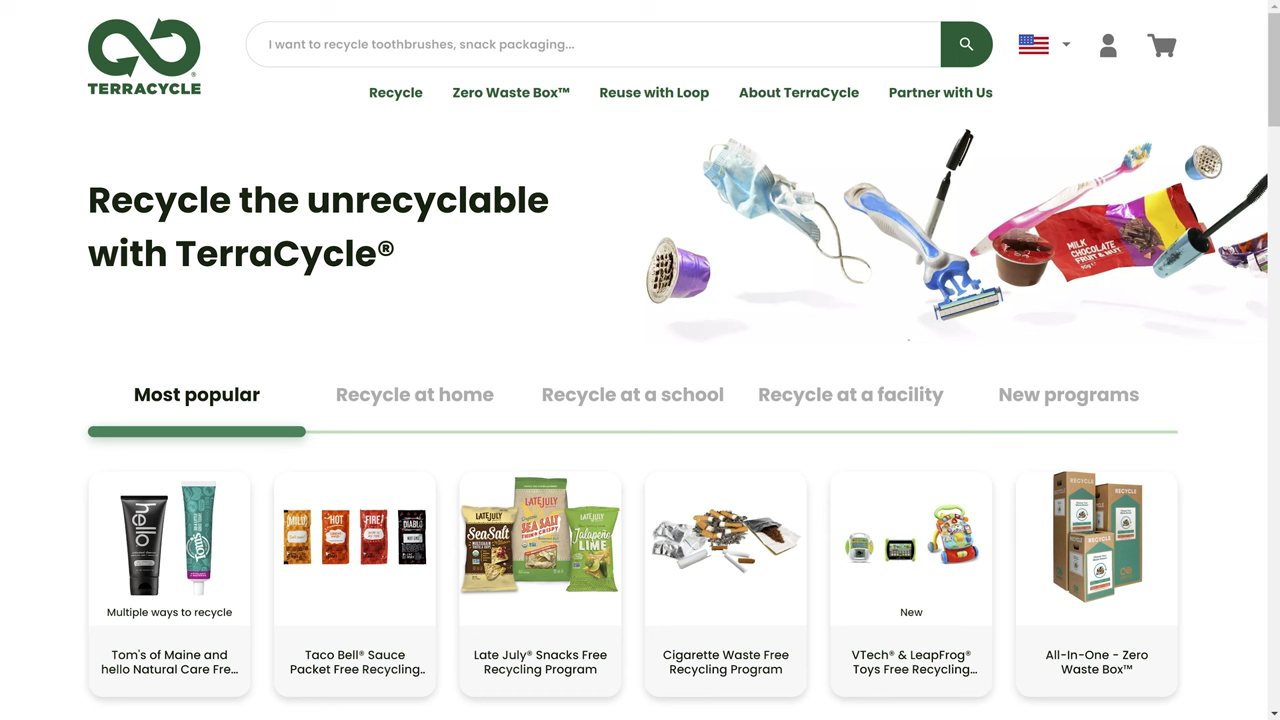 I want to recycle toothbrushes, snack packaging...
TERRACYCLE®
Recycle
Zero Waste Box™
Reuse with Loop
About TerraCycle
Partner with Us
Recycle the unrecyclable
with TerraCycle®
MILK
CHOCOLATE
FRUIT & NUT
95g e
Most popular
Recycle at home
Recycle at a school
Recycle at a facility
New programs
hello
Tom's
MILD
HOT
FIRE!
DIABLO
LATE JULY
SeaSalt
LATE JULY
SEA SALT
LATE JULY
Jalapeño
LIME
RECYCLE
RECYCLE
Multiple ways to recycle
New
Tom's of Maine and
hello Natural Care Fre...
Taco Bell® Sauce
Packet Free Recycling..
Late July® Snacks Free
Recycling Program
Cigarette Waste Free
Recycling Program
VTech® & LeapFrog®
Toys Free Recycling...
All-In-One - Zero
Waste Box™